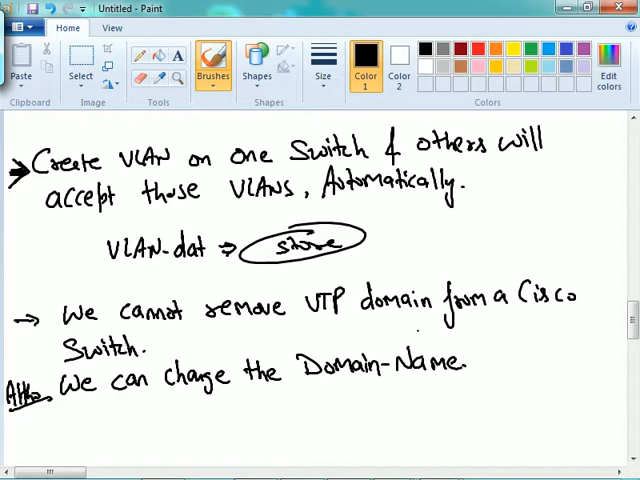 Untitled - Paint
Home
View
Paste
Select
Brushes
Shapes
Size
Color 1
Color 2
Edit colors
Clipboard
Image
Tools
Shapes
Colors
→ Create VLAN on one Switch & others will
accept those VLANs, Automatically.
VLAN-dat ⇒ store
→ We cannot remove VTP domain from a Cisco
Switch.
We can change the Domain-Name.